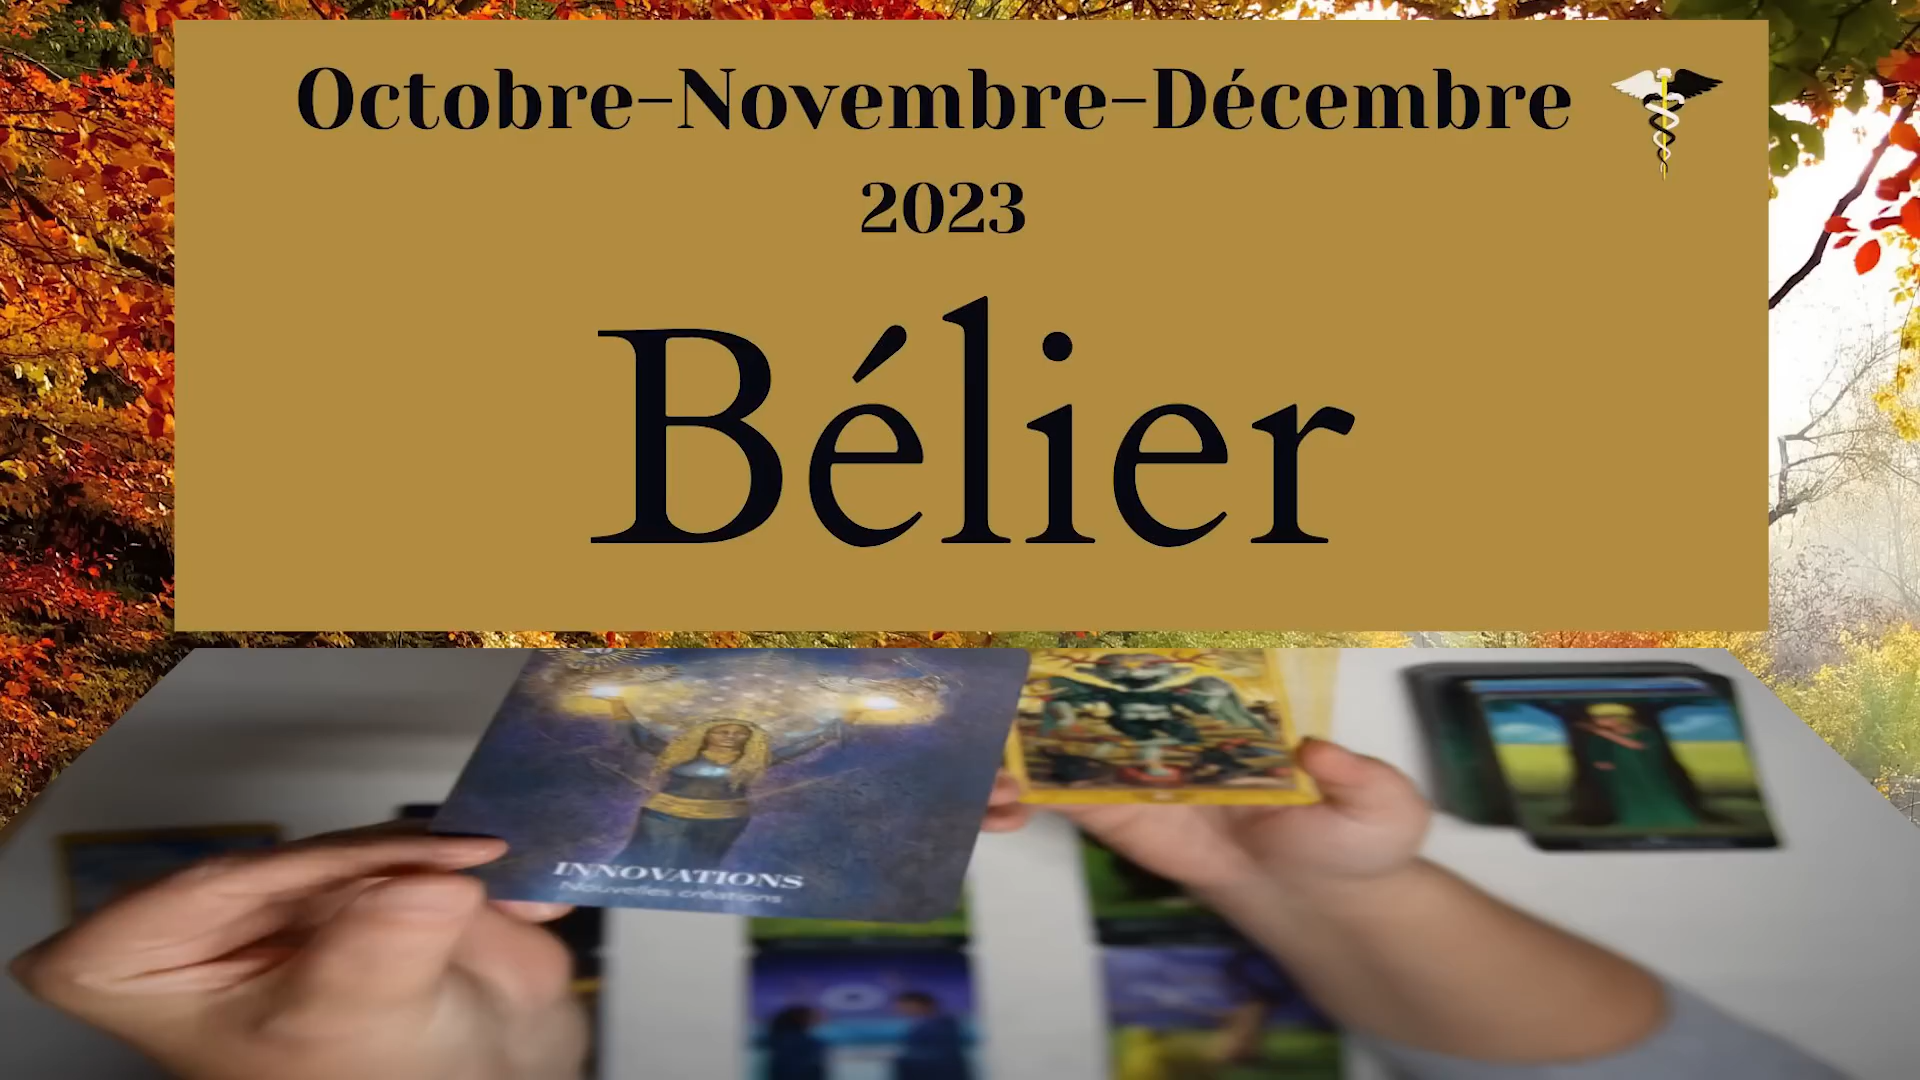 Octobre–Novembre–Décembre
2023
Bélier
INNOVATIONS
Nouvelles créations